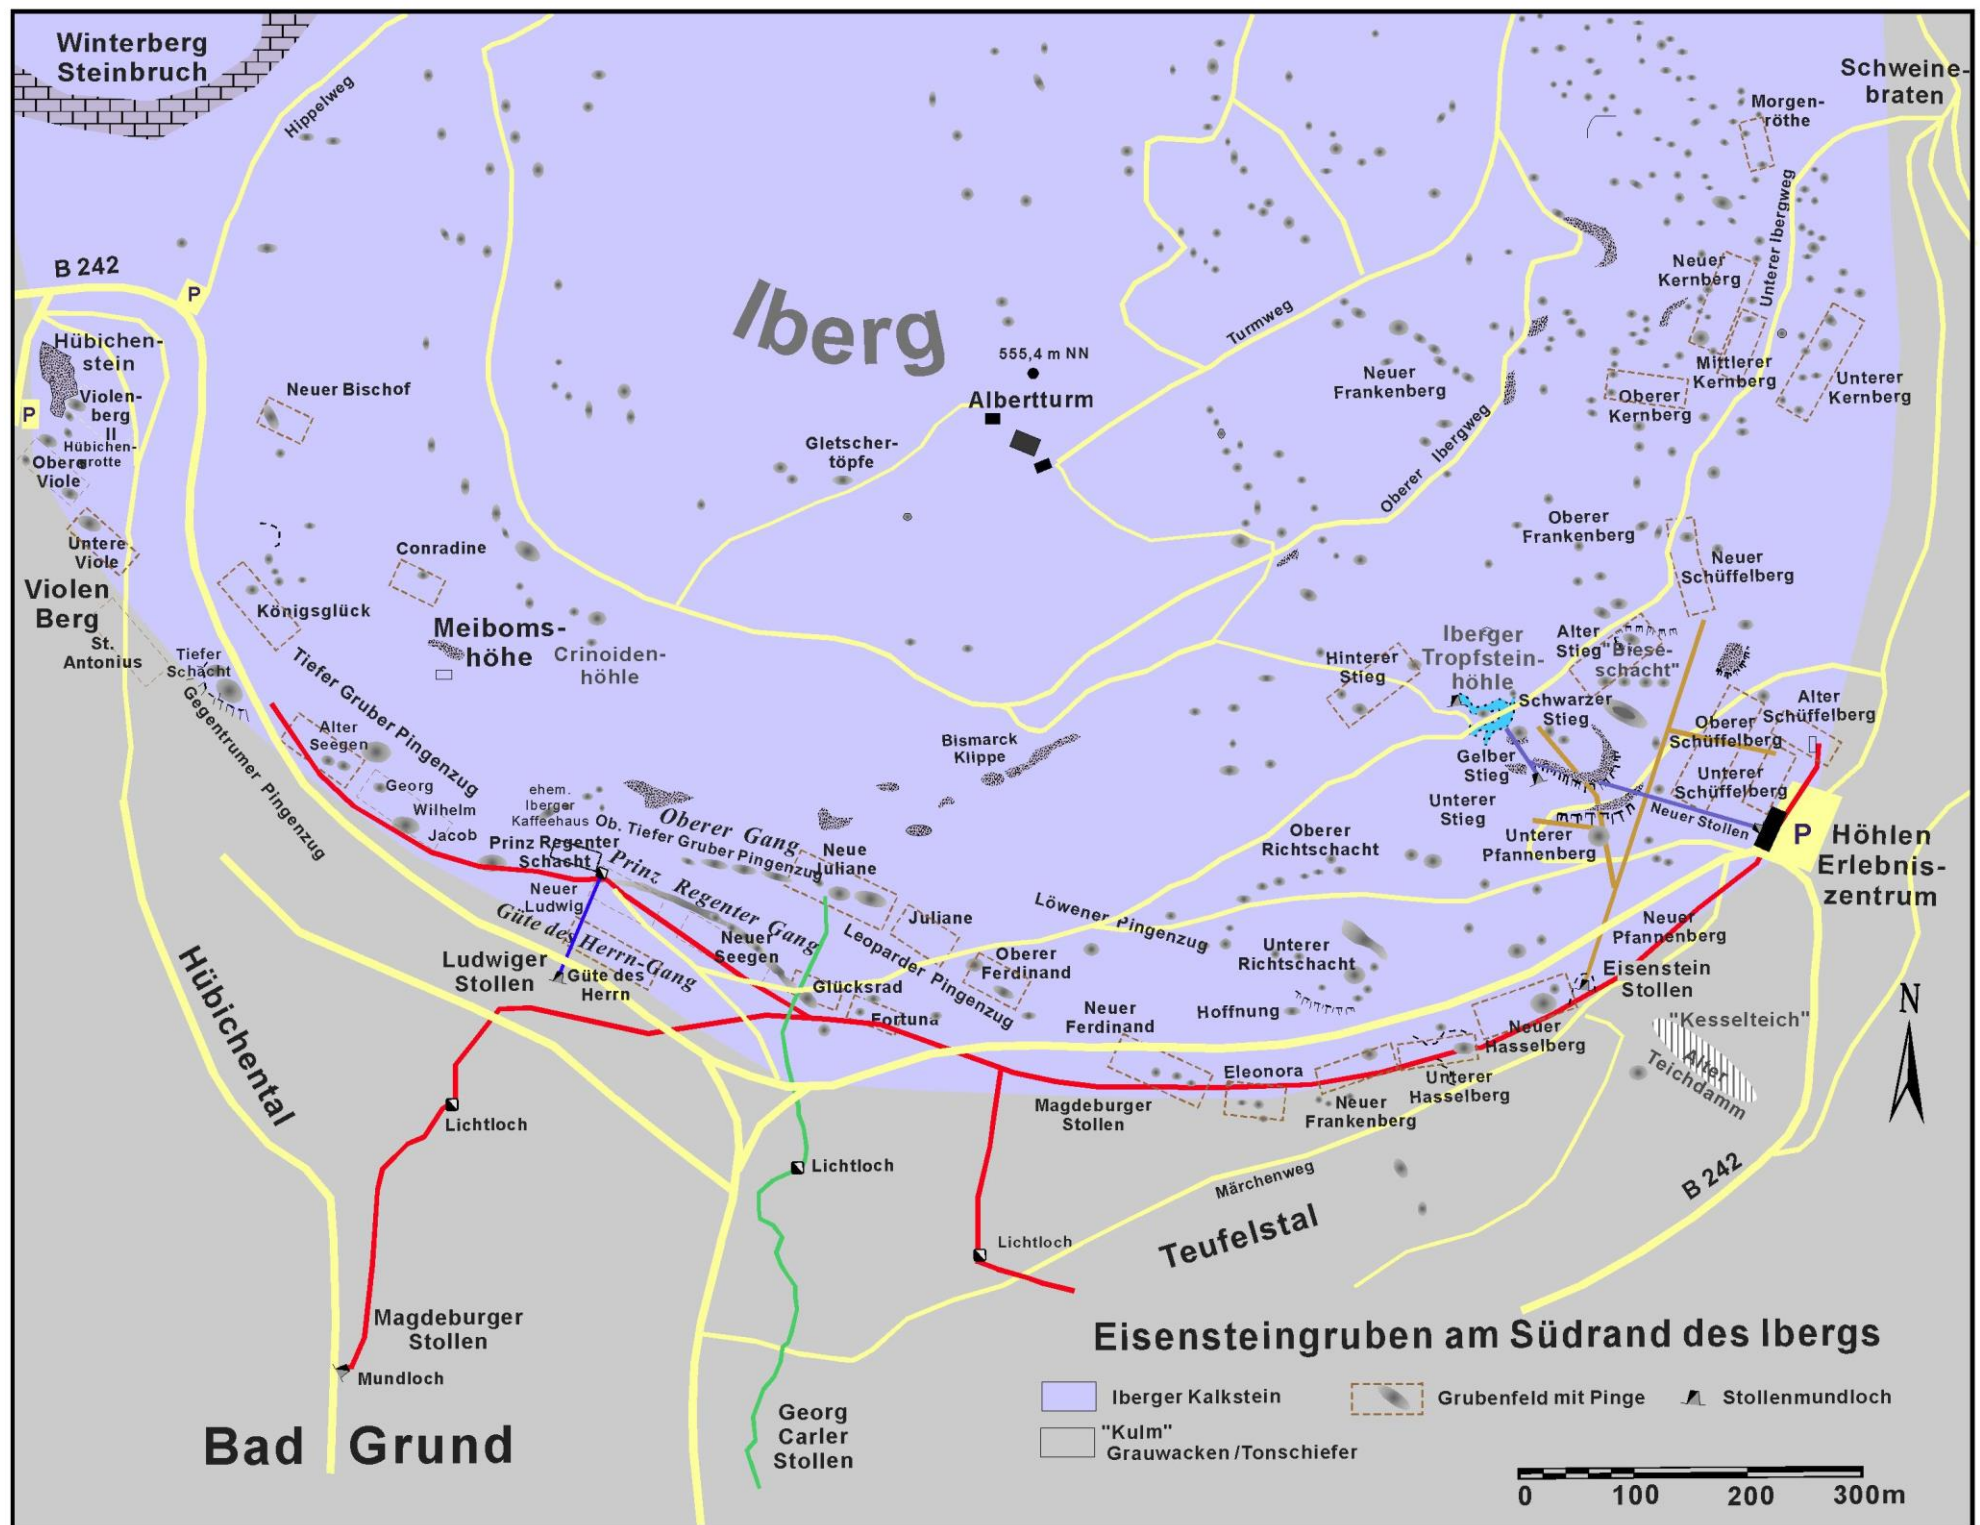 Winterberg
Steinbruch
Hippelweg
Schweine-
braten
Morgen-
röthe
Unterer Ibergweg
B 242
P
P
Hübichen-
stein
Violen-
berg
II
Hübichen-
grotte
Obere
Viole
Untere
Viole
Violen
Berg
St.
Antonius
Neuer Bischof
Iberg
555,4 m NN
Albertturm
Gletscher-
töpfe
Turmweg
Neuer
Frankenberg
Oberer Ibergweg
Neuer
Kernberg
Mittlerer
Kernberg
Oberer
Kernberg
Unterer
Kernberg
Oberer
Frankenberg
Neuer
Schüffelberg
Conradine
Königsglück
Meiboms-
höhe
Crinoiden-
höhle
Tiefer
Schacht
Tiefer Gruber Pingenzug
Gegentrumer Pingenzug
Alter
Seegen
Georg
Wilhelm
Jacob
ehem.
Iberger
Kaffeehaus
Prinz Regenter
Schacht
Oberer Gang
Ob. Tiefer Gruber Pingenzug
Prinz Regenter Gang
Neue
Juliane
Juliane
Bismarck
Klippe
Hinterer
Stieg
Iberger
Tropfstein-
höhle
Alter
Stieg
"Biese-
schacht"
Schwarzer
Stieg
Gelber
Stieg
Unterer
Stieg
Oberer
Schüffelberg
Alter
Schüffelberg
Unterer
Schüffelberg
Neuer Stollen
Unterer
Pfannenberg
P
Höhlen
Erlebnis-
zentrum
Oberer
Richtschacht
Löwener Pingenzug
Unterer
Richtschacht
Neuer
Pfannenberg
Neuer
Ludwig
Güte des Herrn-Gang
Neuer
Seegen
Leoparder Pingenzug
Oberer
Ferdinand
Ludwiger
Stollen
Güte des
Herrn
Glücksrad
Fortuna
Neuer
Ferdinand
Hoffnung
Eisenstein
Stollen
"Kesselteich"
Alter
Teichdamm
N
Neuer
Hasselberg
Unterer
Hasselberg
Eleonora
Neuer
Frankenberg
Magdeburger
Stollen
Hübichental
Lichtloch
Lichtloch
Lichtloch
Märchenweg
Teufelstal
B 242
Magdeburger
Stollen
Mundloch
Bad Grund
Georg
Carler
Stollen
Eisensteingruben am Südrand des Ibergs
Iberger Kalkstein
Grubenfeld mit Pinge
Stollenmundloch
"Kulm"
Grauwacken/Tonschiefer
0 100 200 300m